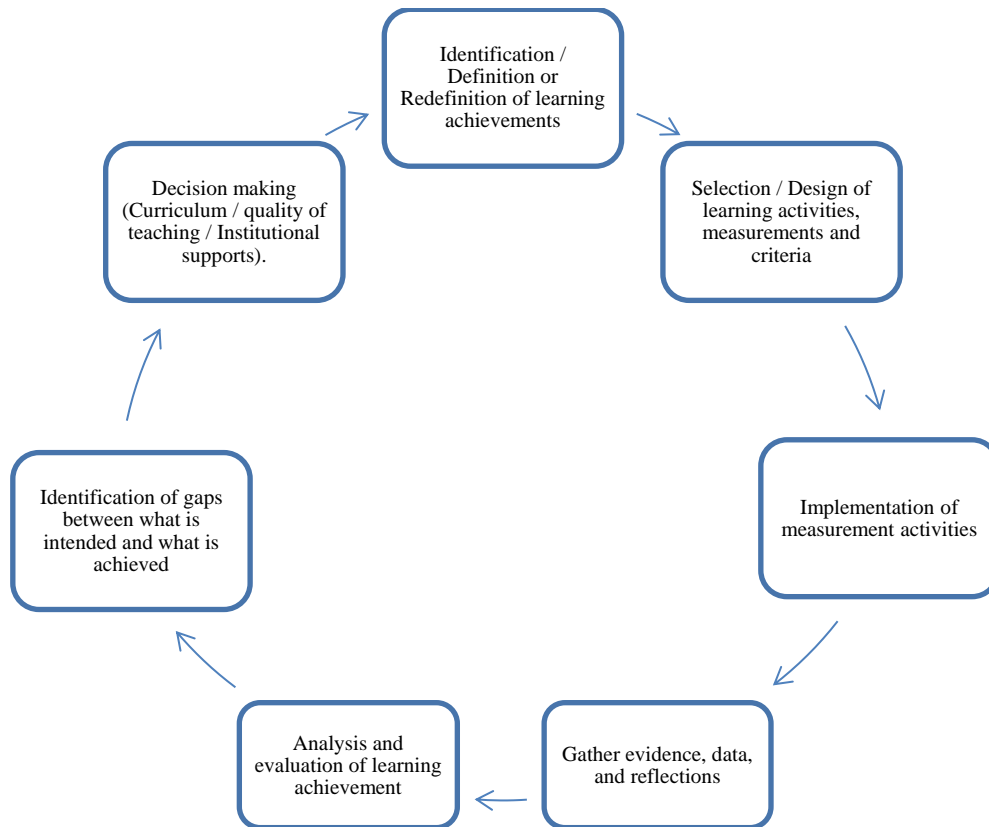 Identification /
Definition or
Redefinition of learning
achievements
Selection / Design of
learning activities,
measurements and
criteria
Implementation of
measurement activities
Gather evidence, data,
and reflections
Analysis and
evaluation of learning
achievement
Identification of gaps
between what is
intended and what is
achieved
Decision making
(Curriculum / quality of
teaching / Institutional
supports).